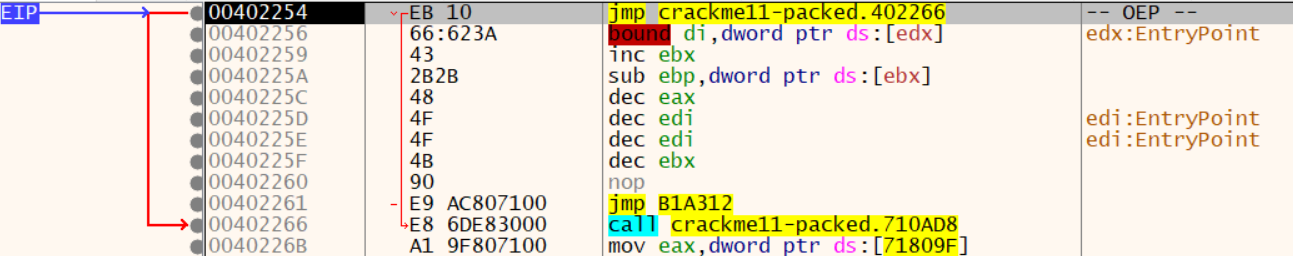 EIP 00402254 EB 10 jmp crackme11-packed.402266 -- OEP --
00402256 66:623A bound di,dword ptr ds:[edx] edx:EntryPoint
00402259 43 inc ebx
0040225A 2B2B sub ebp,dword ptr ds:[ebx]
0040225C 48 dec eax
0040225D 4F dec edi edi:EntryPoint
0040225E 4F dec edi edi:EntryPoint
0040225F 4B dec ebx
00402260 90 nop
00402261 E9 AC807100 jmp B1A312
00402266 E8 6DE83000 call crackme11-packed.710AD8
0040226B A1 9F807100 mov eax,dword ptr ds:[71809F]